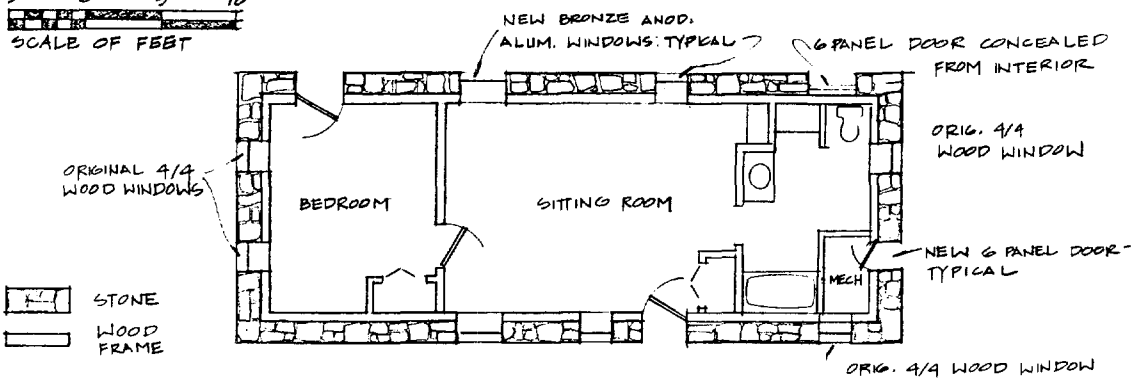 10
SCALE OF FEET
NEW BRONZE ANOD.
ALUM. WINDOWS: TYPICAL
6 PANEL DOOR CONCEALED
FROM INTERIOR
ORIG. 4/4
WOOD WINDOW
ORIGINAL 4/4
WOOD WINDOWS
BEDROOM
SITTING ROOM
NEW 6 PANEL DOOR-
TYPICAL
MECH
STONE
WOOD
FRAME
ORIG. 4/4 WOOD WINDOW